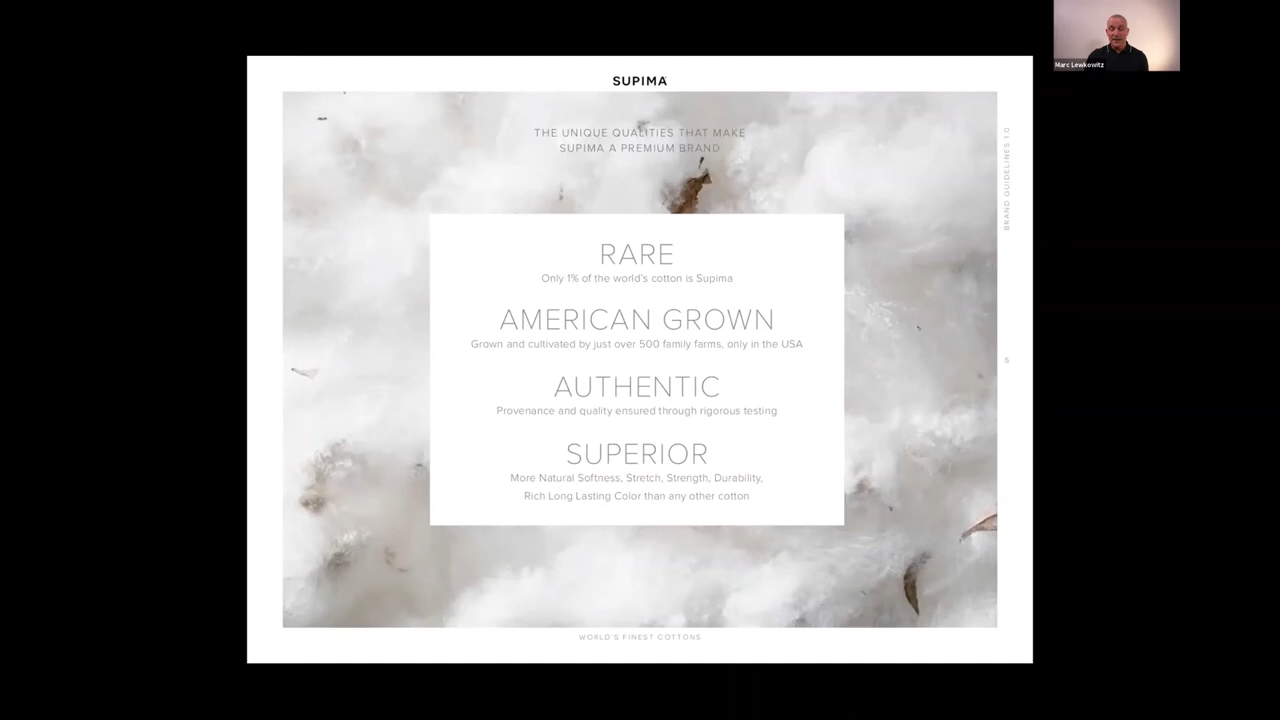 Marc Lewkowitz
SUPIMA
THE UNIQUE QUALITIES THAT MAKE
SUPIMA A PREMIUM BRAND
RARE
Only 1% of the world's cotton is Supima
AMERICAN GROWN
Grown and cultivated by just over 500 family farms, only in the USA
AUTHENTIC
Provenance and quality ensured through rigorous testing
SUPERIOR
More Natural Softness, Stretch, Strength, Durability,
Rich Long Lasting Color than any other cotton
BRAND GUIDELINES 1.0
WORLD'S FINEST COTTONS